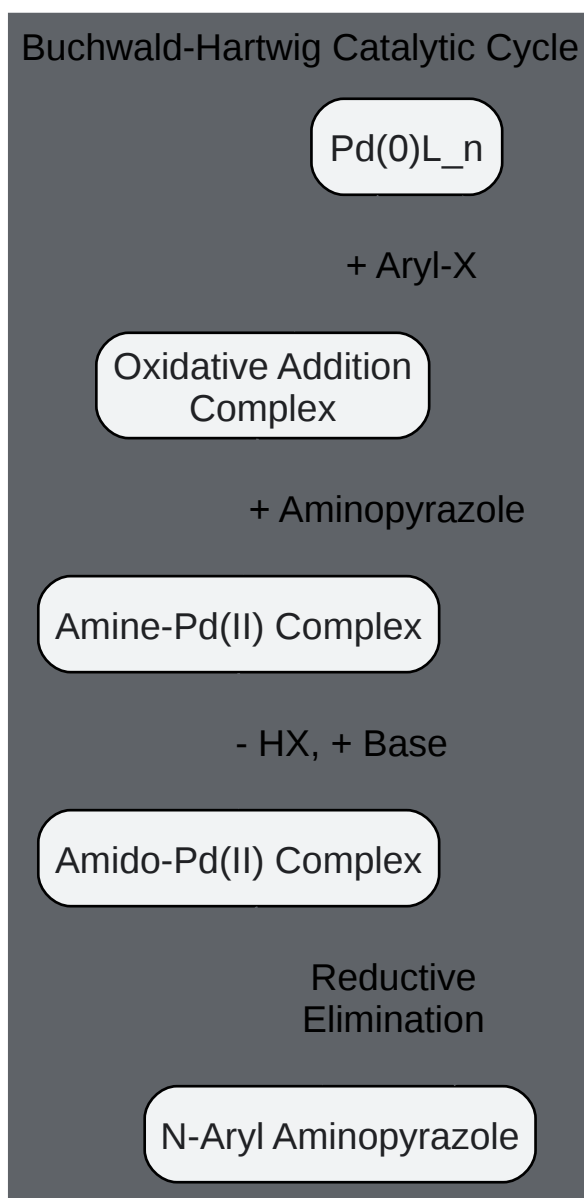 Buchwald-Hartwig Catalytic Cycle
Pd(0)L_n
+ Aryl-X
Oxidative Addition
Complex
+ Aminopyrazole
Amine-Pd(II) Complex
- HX, + Base
Amido-Pd(II) Complex
Reductive
Elimination
N-Aryl Aminopyrazole